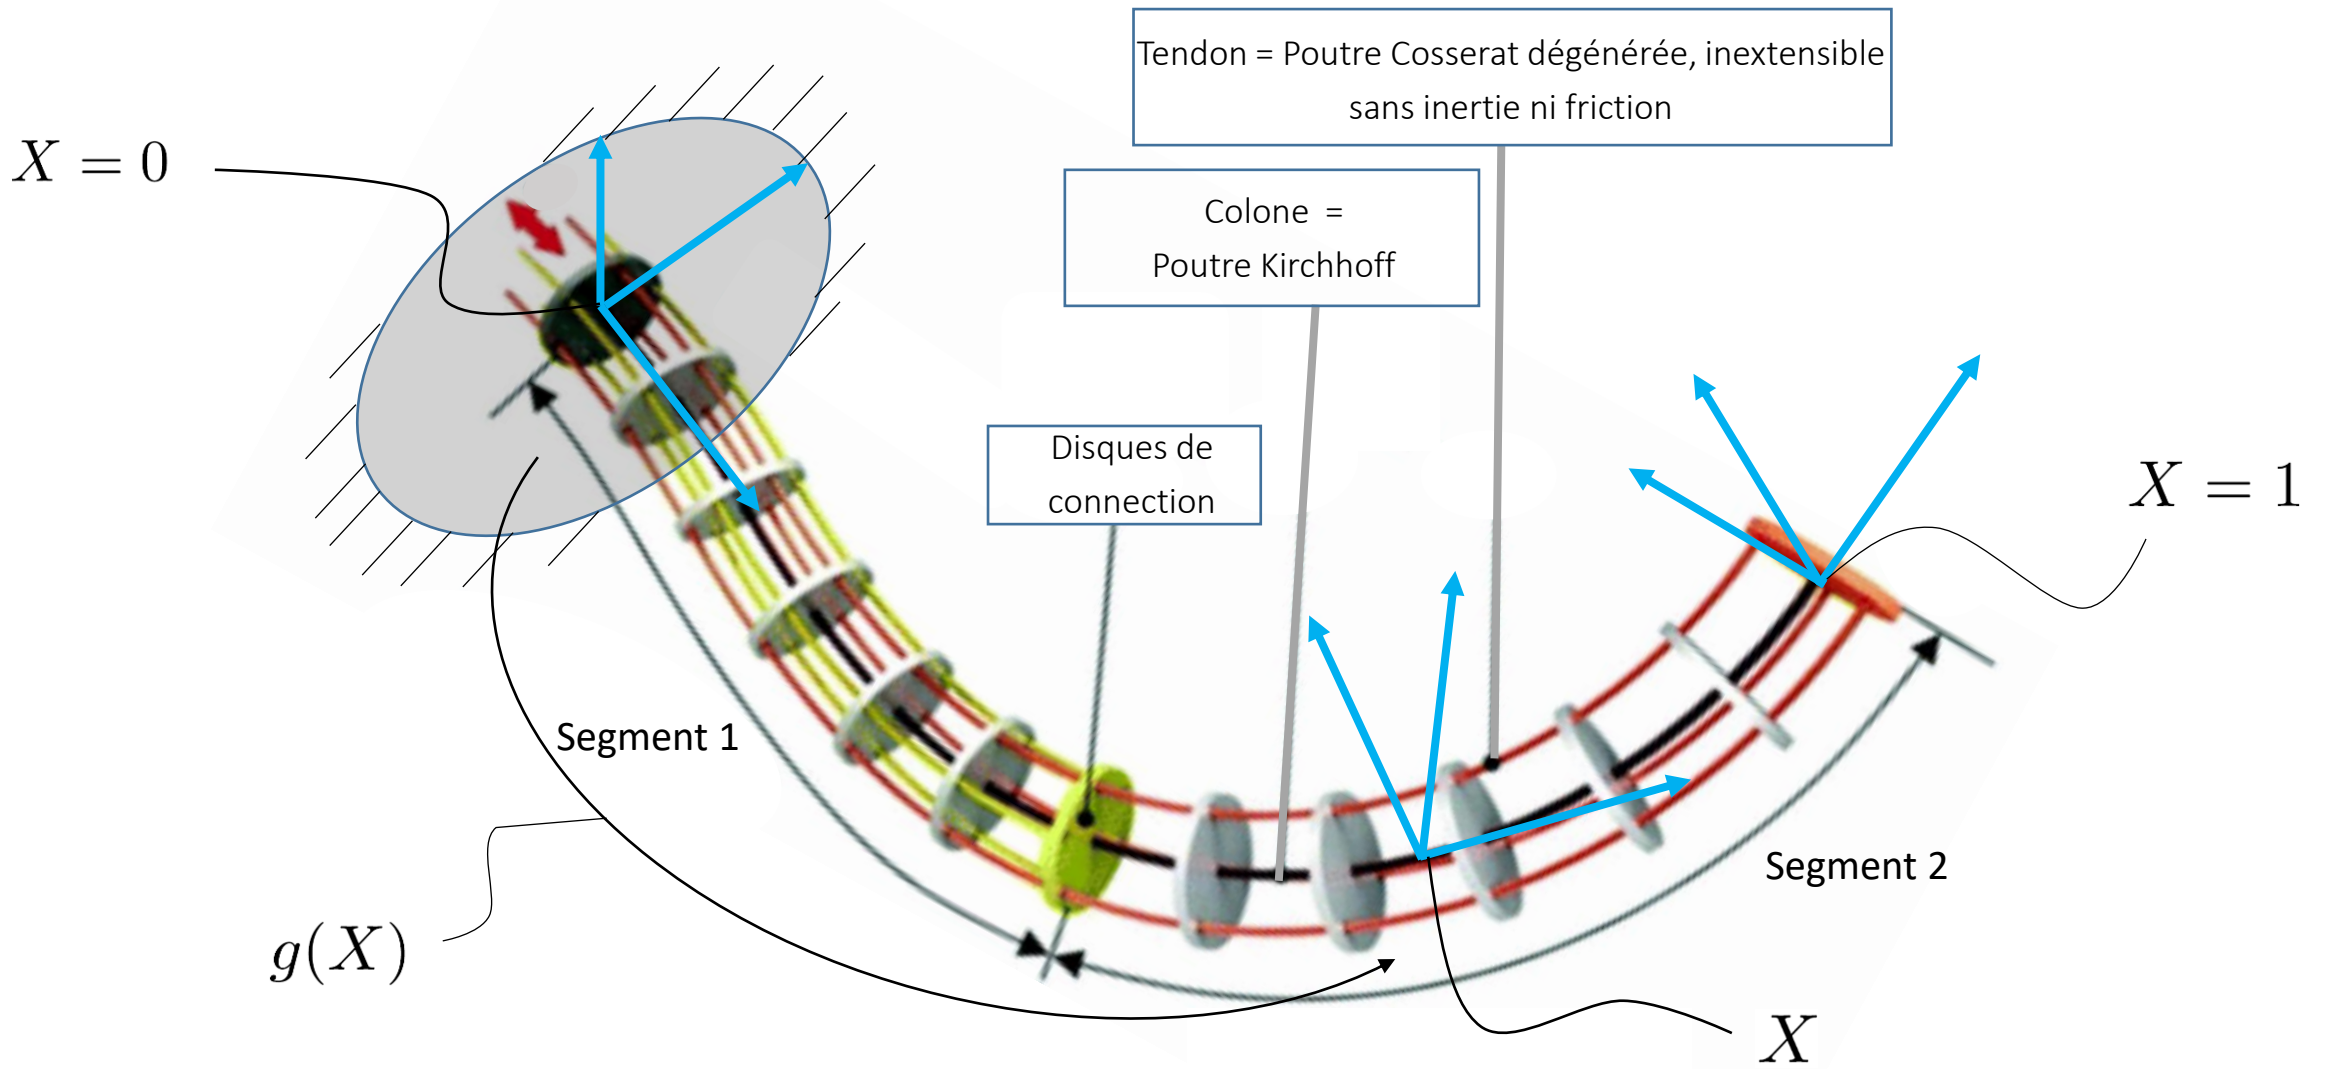 Tendon = Poutre Cosserat dégénérée, inextensible
sans inertie ni friction
X = 0
Colone =
Poutre Kirchhoff
Disques de
connection
X = 1
Segment 1
Segment 2
g(X)
X